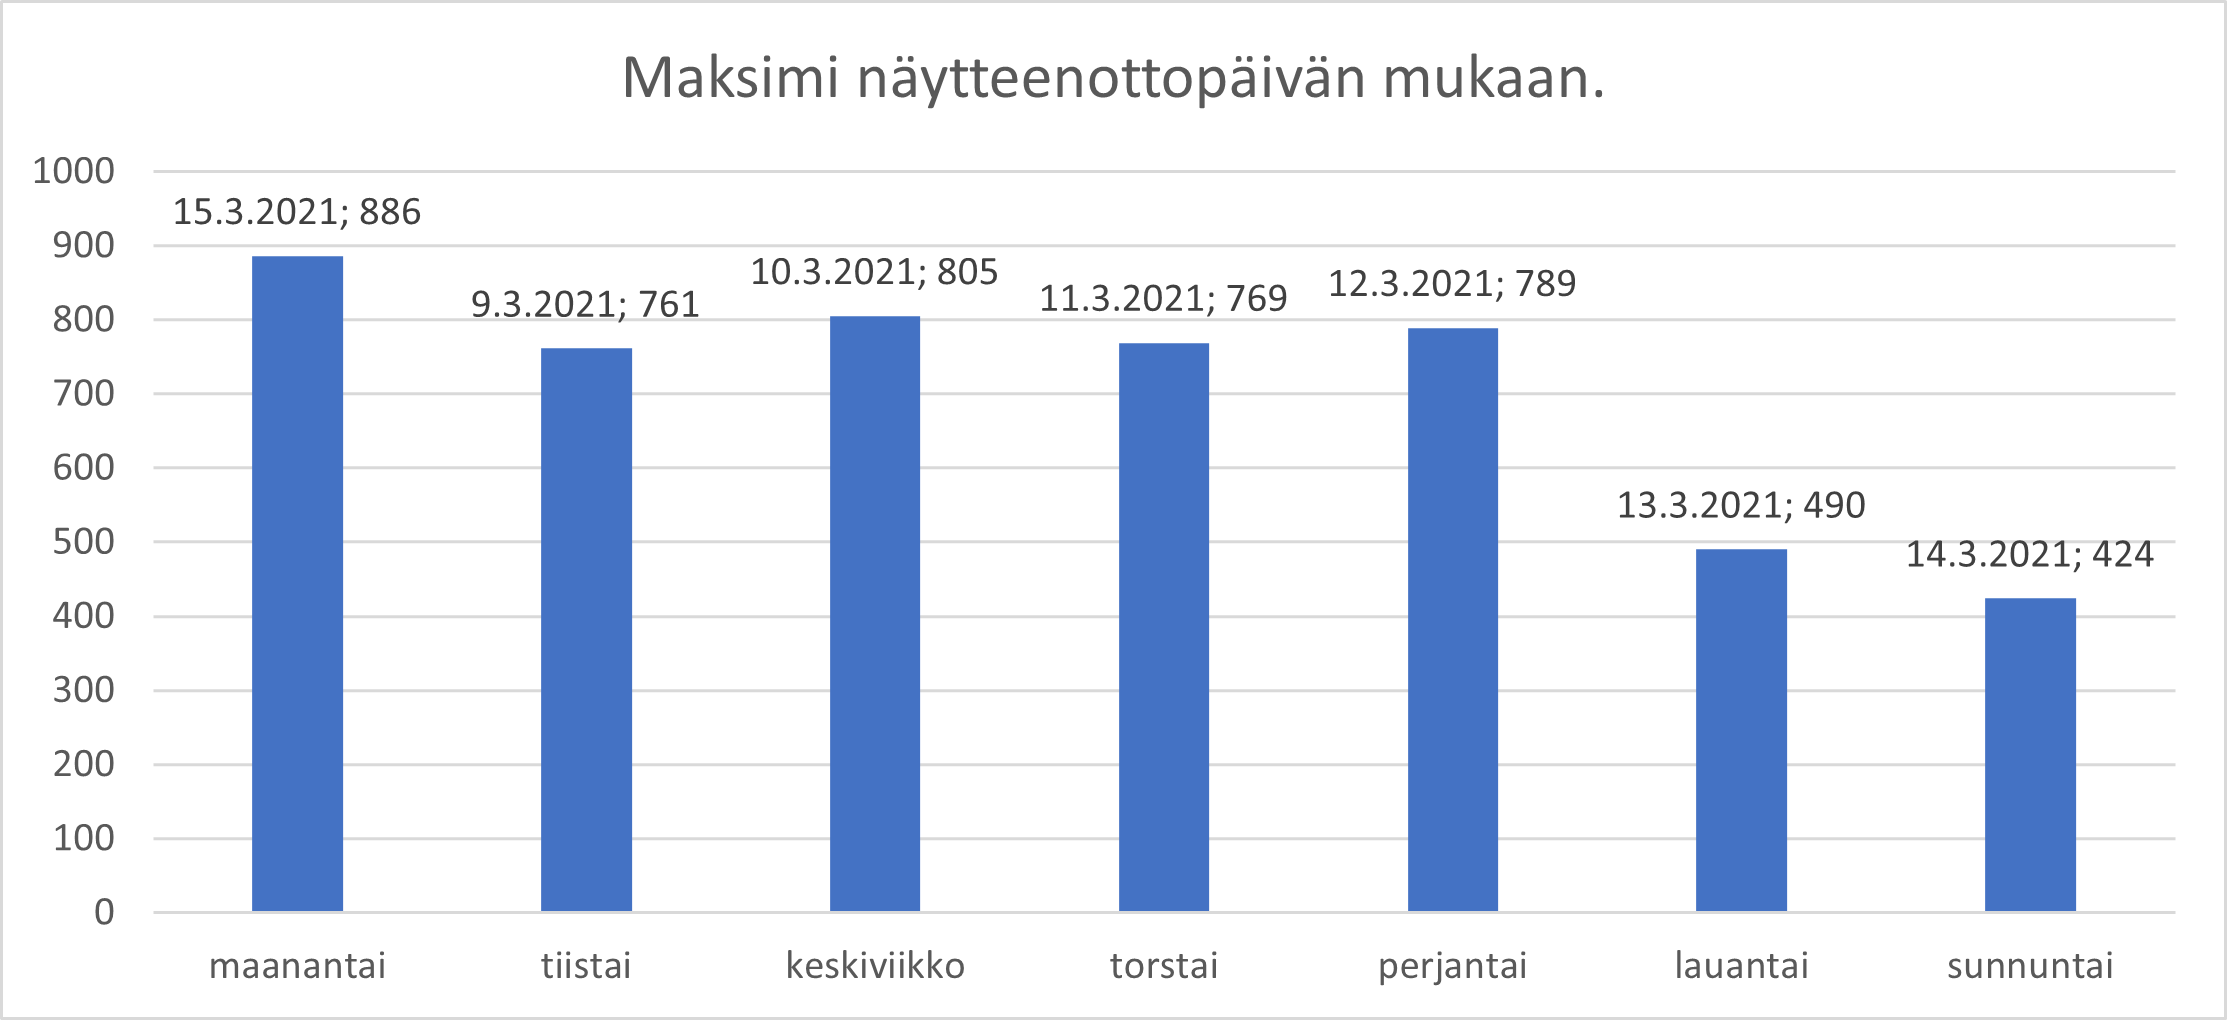 Maksimi näytteenottopäivän mukaan.
1000
900
800
700
600
500
400
300
200
100
0
15.3.2021; 886
9.3.2021; 761
10.3.2021; 805
11.3.2021; 769
12.3.2021; 789
13.3.2021; 490
14.3.2021; 424
maanantai
tiistai
keskiviikko
torstai
perjantai
lauantai
sunnuntai